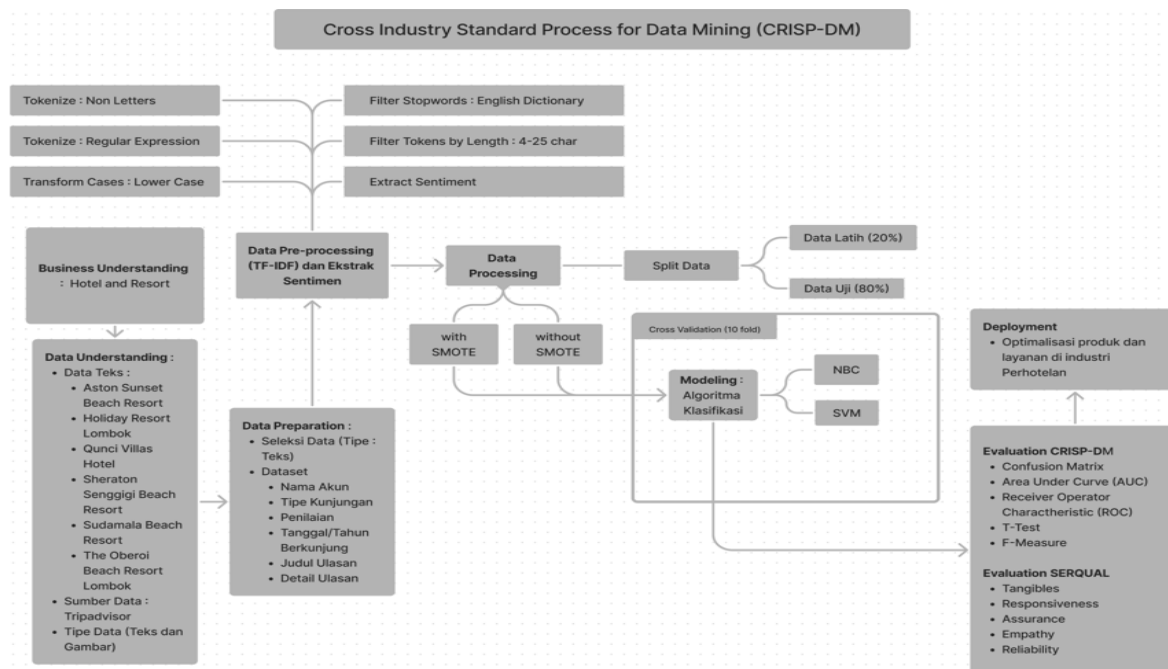 Cross Industry Standard Process for Data Mining (CRISP-DM)
Tokenize : Non Letters
Tokenize : Regular Expression
Transform Cases : Lower Case
Filter Stopwords : English Dictionary
Filter Tokens by Length : 4-25 char
Extract Sentiment
Business Understanding
: Hotel and Resort
Data Understanding :
• Data Teks :
• Aston Sunset
Beach Resort
• Holiday Resort
Lombok
• Qunci Villas
Hotel
• Sheraton
Senggigi Beach
Resort
• Sudamala Beach
Resort
• The Oberoi
Beach Resort
Lombok
• Sumber Data :
Tripadvisor
• Tipe Data (Teks dan
Gambar)
Data Preparation :
• Seleksi Data (Tipe :
Teks)
• Dataset
• Nama Akun
• Tipe Kunjungan
• Penilaian
• Tanggal/Tahun
Berkunjung
• Judul Ulasan
• Detail Ulasan
Data Pre-processing
(TF-IDF) dan Ekstrak
Sentimen
Data
Processing
Split Data
Data Latih (20%)
Data Uji (80%)
with
SMOTE
without
SMOTE
Cross Validation (10 fold)
Modeling :
Algoritma
Klasifikasi
NBC
SVM
Deployment
• Optimalisasi produk dan
layanan di industri
Perhotelan
Evaluation CRISP-DM
• Confusion Matrix
• Area Under Curve (AUC)
• Receiver Operator
Charactheristic (ROC)
• T-Test
• F-Measure
Evaluation SERQUAL
• Tangibles
• Responsiveness
• Assurance
• Empathy
• Reliability